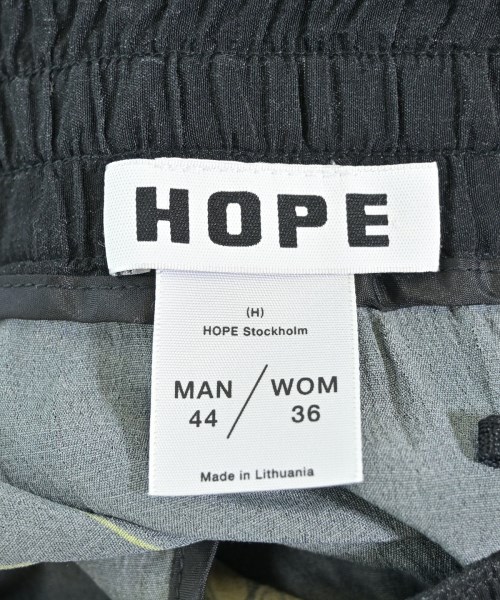 HOPE
(H)
HOPE Stockholm
MAN / WOM
44 / 36
Made in Lithuania